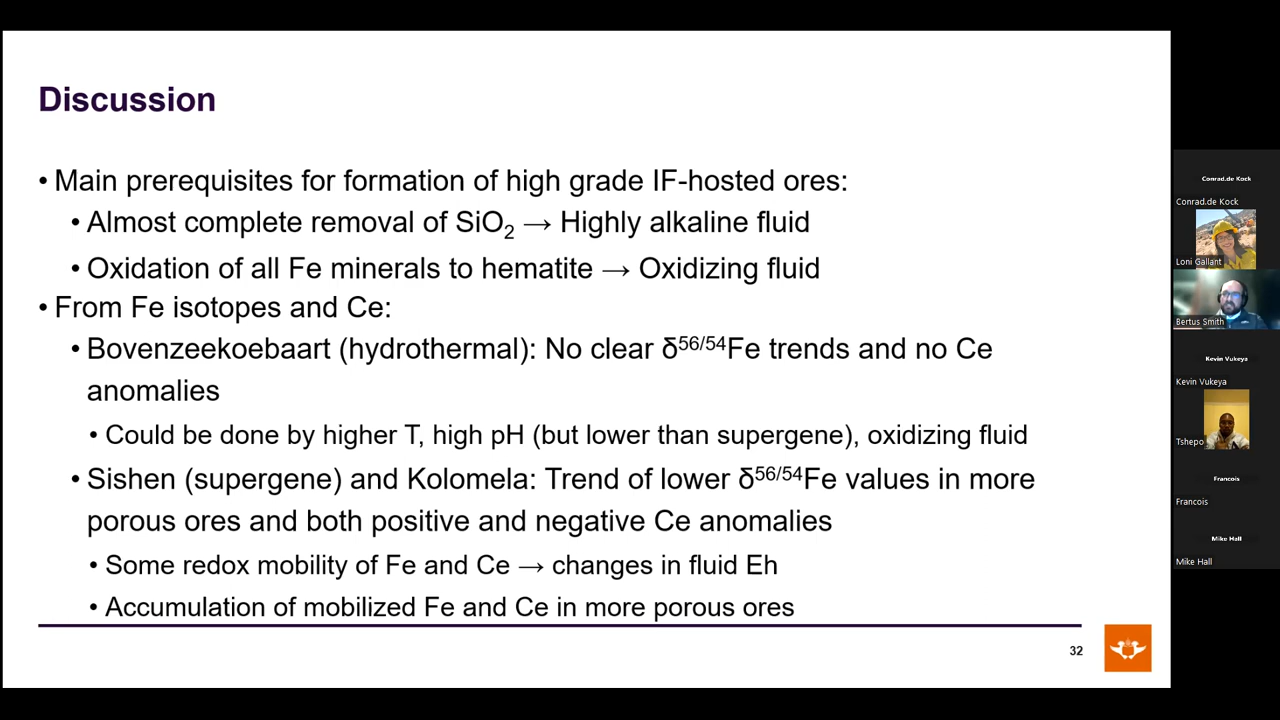 Discussion
• Main prerequisites for formation of high grade IF-hosted ores:
• Almost complete removal of SiO₂ → Highly alkaline fluid
• Oxidation of all Fe minerals to hematite → Oxidizing fluid
• From Fe isotopes and Ce:
• Bovenzeekoebaart (hydrothermal): No clear δ⁵⁶/⁵⁴Fe trends and no Ce
anomalies
• Could be done by higher T, high pH (but lower than supergene), oxidizing fluid
• Sishen (supergene) and Kolomela: Trend of lower δ⁵⁶/⁵⁴Fe values in more
porous ores and both positive and negative Ce anomalies
• Some redox mobility of Fe and Ce → changes in fluid Eh
• Accumulation of mobilized Fe and Ce in more porous ores
32
Conrad.de Kock
Conrad.de Kock
Loni Gallant
Bertus Smith
Kevin Vukeya
Kevin Vukeya
Tshepo
Francois
Francois
Mike Hall
Mike Hall